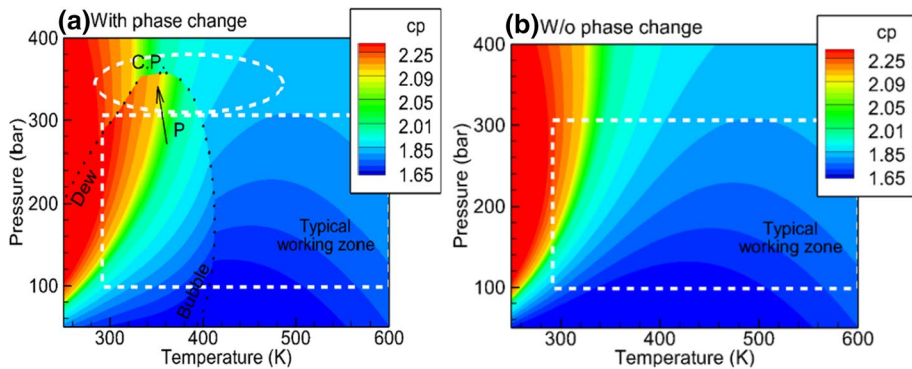 (a) With phase change
cp
2.25
2.09
2.05
2.01
1.85
1.65
400
300
200
100
Pressure (bar)
C.P.
P
Dew
Bubble
Typical
working zone
300
400
500
600
Temperature (K)
(b) W/o phase change
cp
2.25
2.09
2.05
2.01
1.85
1.65
400
300
200
100
Pressure (bar)
Typical
working zone
300
400
500
600
Temperature (K)